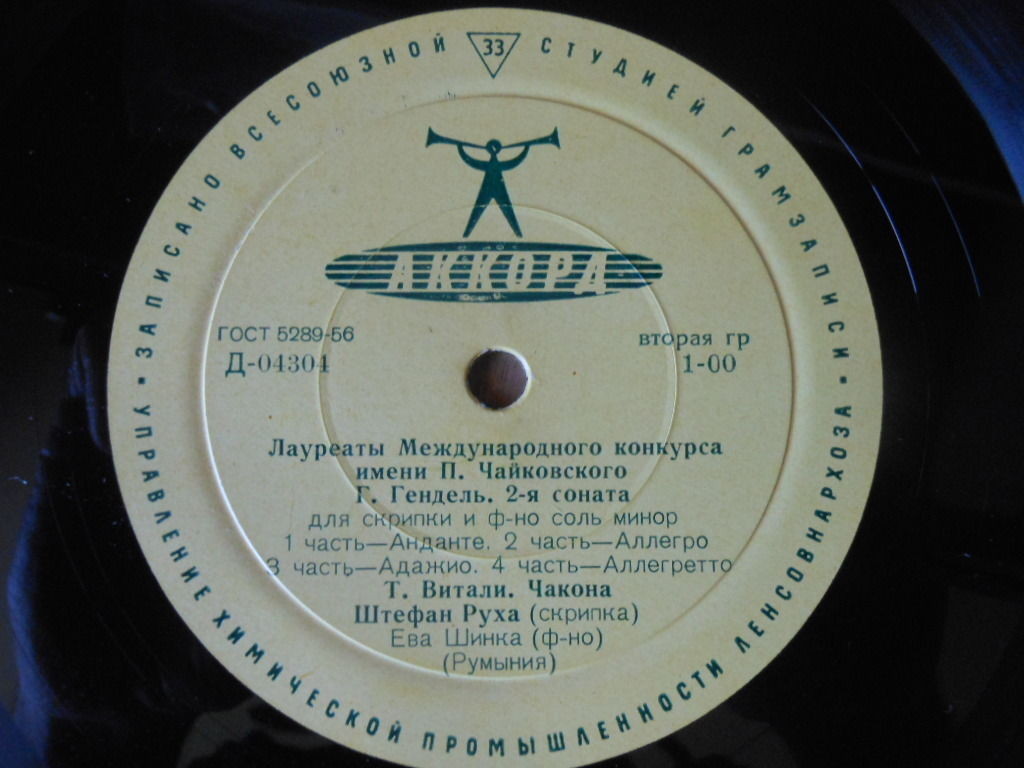 ЗАПИСАНО ВСЕСОЮЗНОЙ 33 СТУДИЕЙ ГРАМЗАПИСИ
АККОРД
ГОСТ 5289-56
вторая гр
Д-04304
1-00
Лауреаты Международного конкурса
имени П. Чайковского
Г. Гендель. 2-я соната
для скрипки и ф-но соль минор
1 часть—Анданте. 2 часть—Аллегро
3 часть—Адажио. 4 часть—Аллегретто
Т. Витали. Чакона
Штефан Руха (скрипка)
Ева Шинка (ф-но)
(Румыния)
• УПРАВЛЕНИЕ ХИМИЧЕСКОЙ ПРОМЫШЛЕННОСТИ ЛЕНСОВНАРХОЗА •